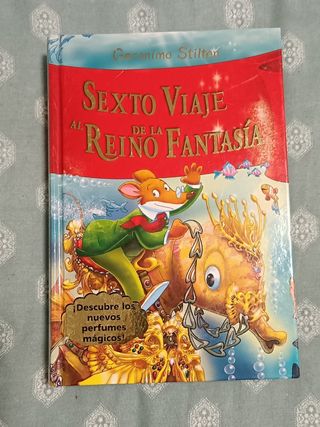 Geronimo Stilton
SEXTO VIAJE
AL REINO DE LA FANTASÍA
¡Descubre los
nuevos
perfumes
mágicos!